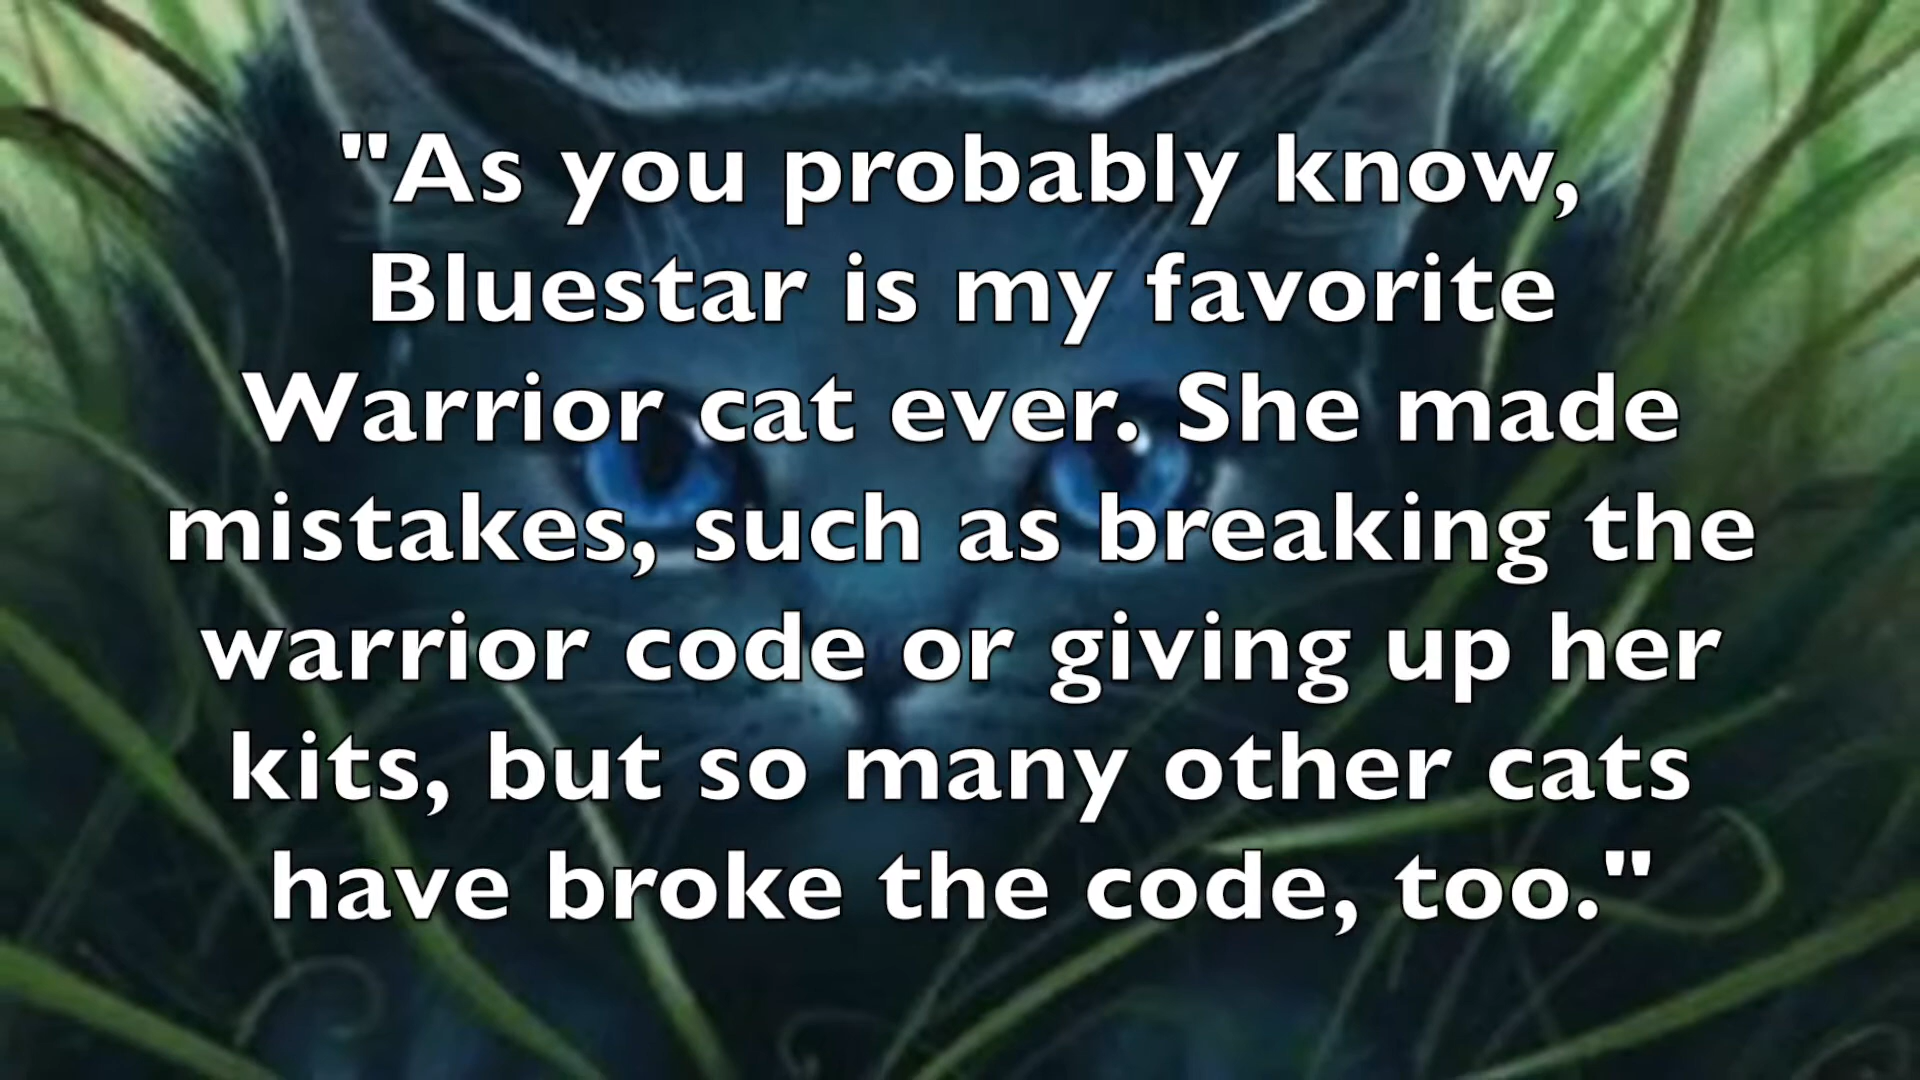 "As you probably know,
Bluestar is my favorite
Warrior cat ever. She made
mistakes, such as breaking the
warrior code or giving up her
kits, but so many other cats
have broke the code, too."